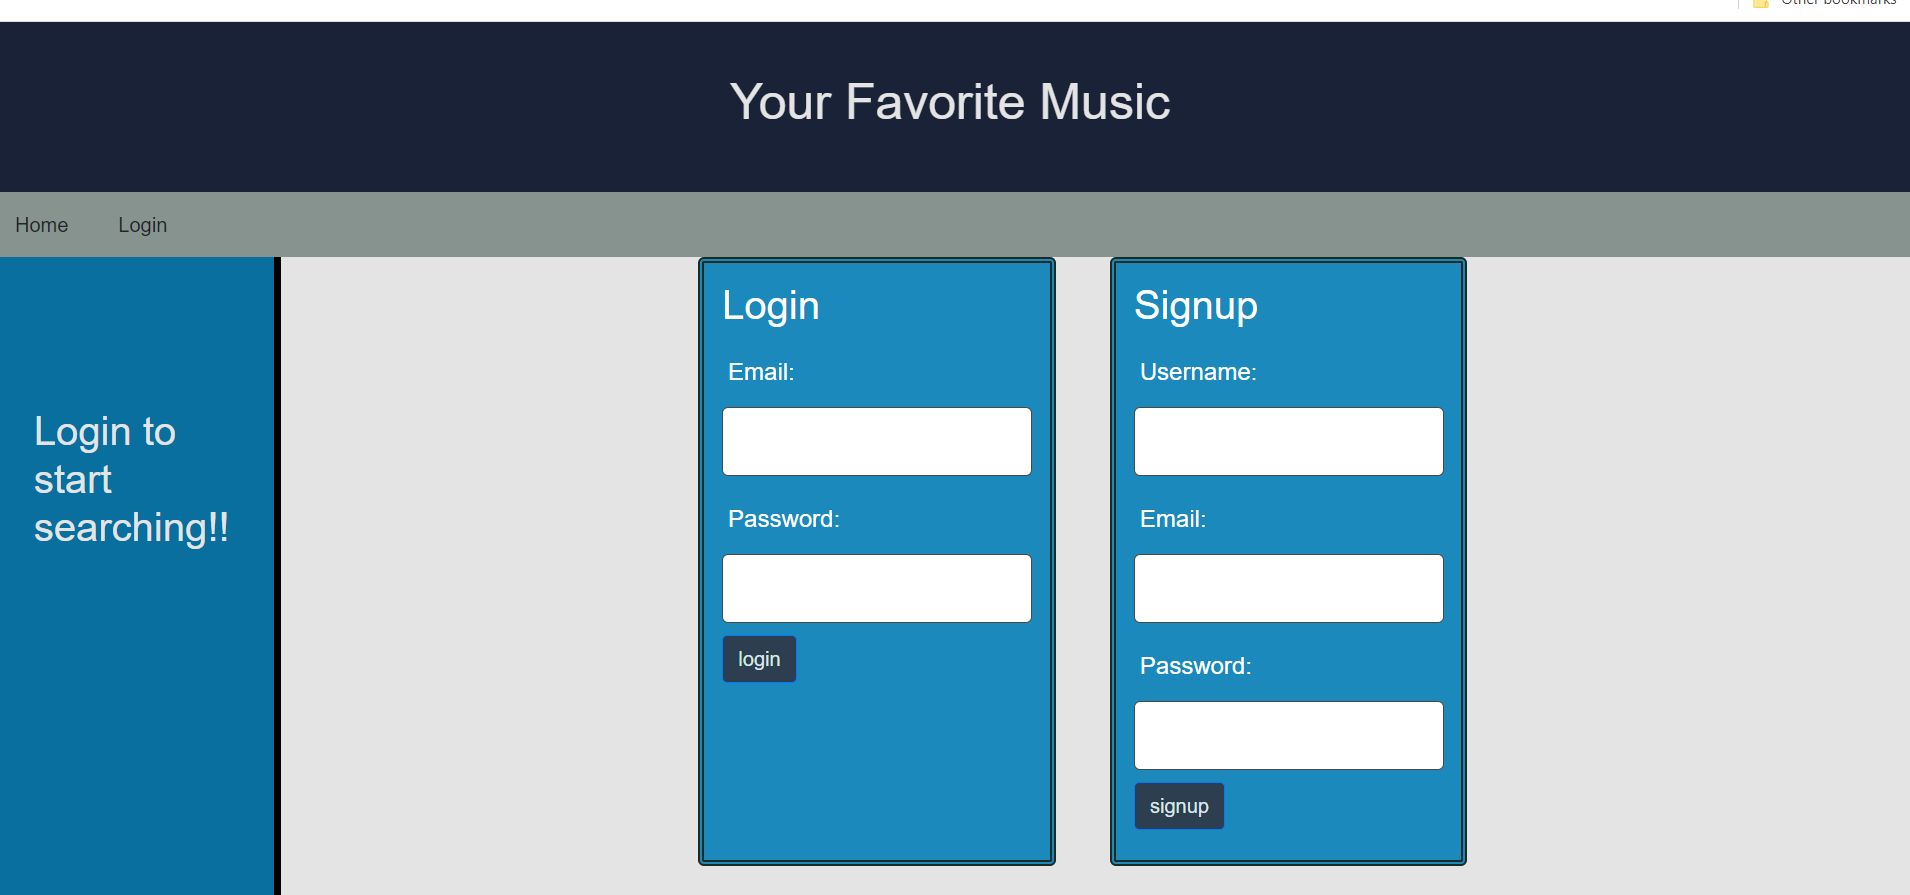 Other bookmarks
Your Favorite Music
Home Login
Login to
start
searching!!
Login
Email:
Password:
login
Signup
Username:
Email:
Password:
signup